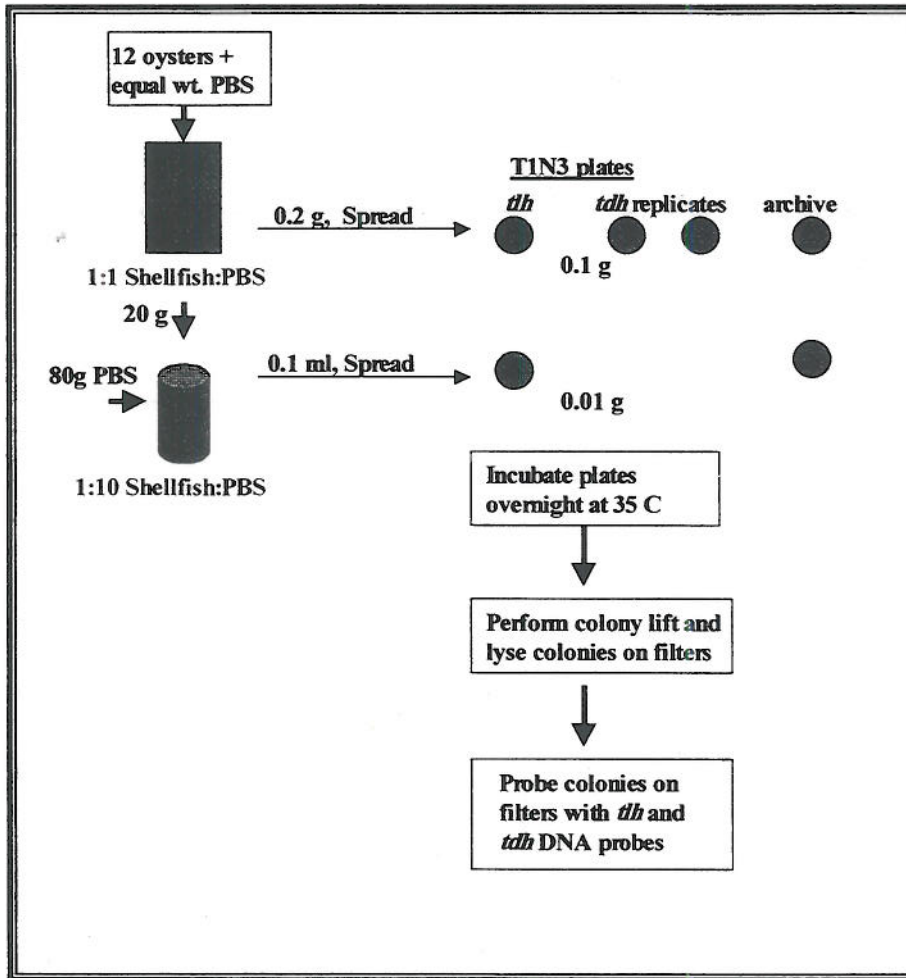 12 oysters +
equal wt. PBS
T1N3 plates
tlh
tdh replicates
archive
0.2 g, Spread
0.1 g
1:1 Shellfish:PBS
20 g
80g PBS
0.1 ml, Spread
0.01 g
1:10 Shellfish:PBS
Incubate plates
overnight at 35 C
Perform colony lift and
lyse colonies on filters
Probe colonies on
filters with tlh and
tdh DNA probes